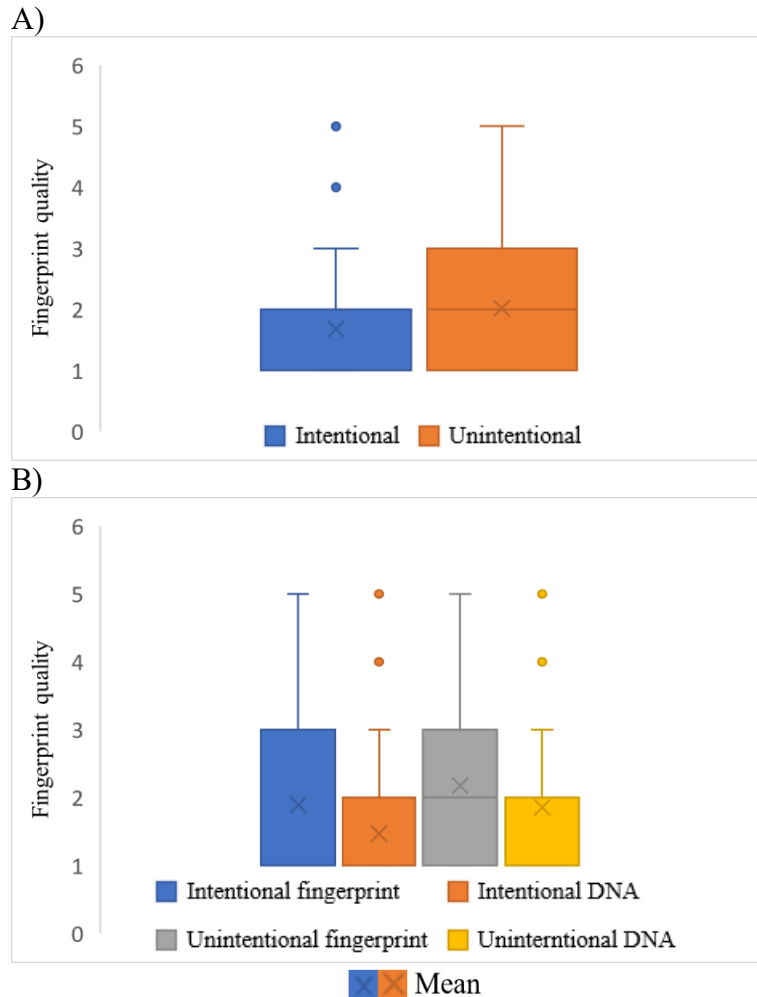 A)
6
5
4
3
2
1
0
Fingerprint quality
Intentional Unintentional
B)
6
5
4
3
2
1
0
Fingerprint quality
Intentional fingerprint Intentional DNA
Unintentional fingerprint Uninterntional DNA
Mean